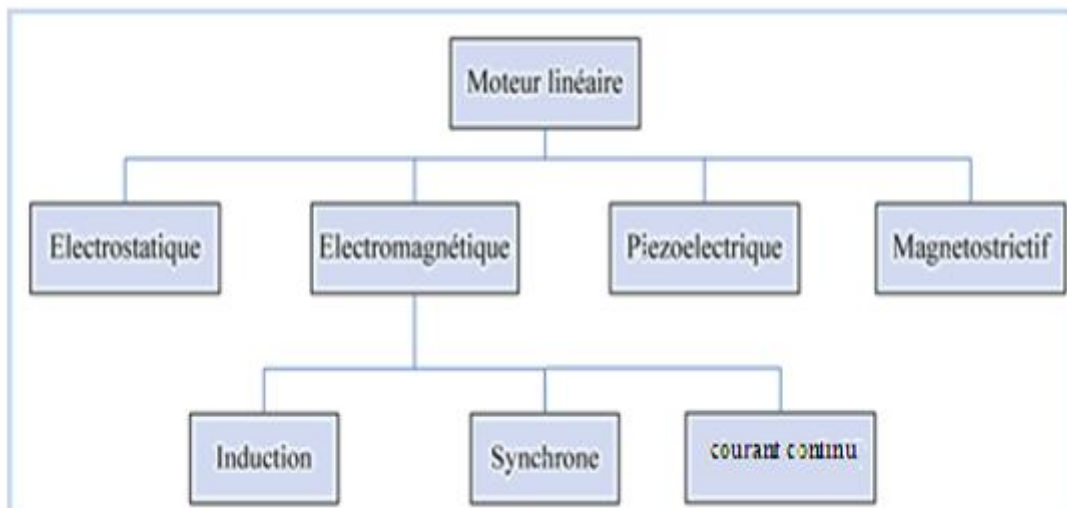 Moteur linéaire
Electrostatique
Electromagnétique
Piezoelectrique
Magnetostrictif
Induction
Synchrone
courant continu